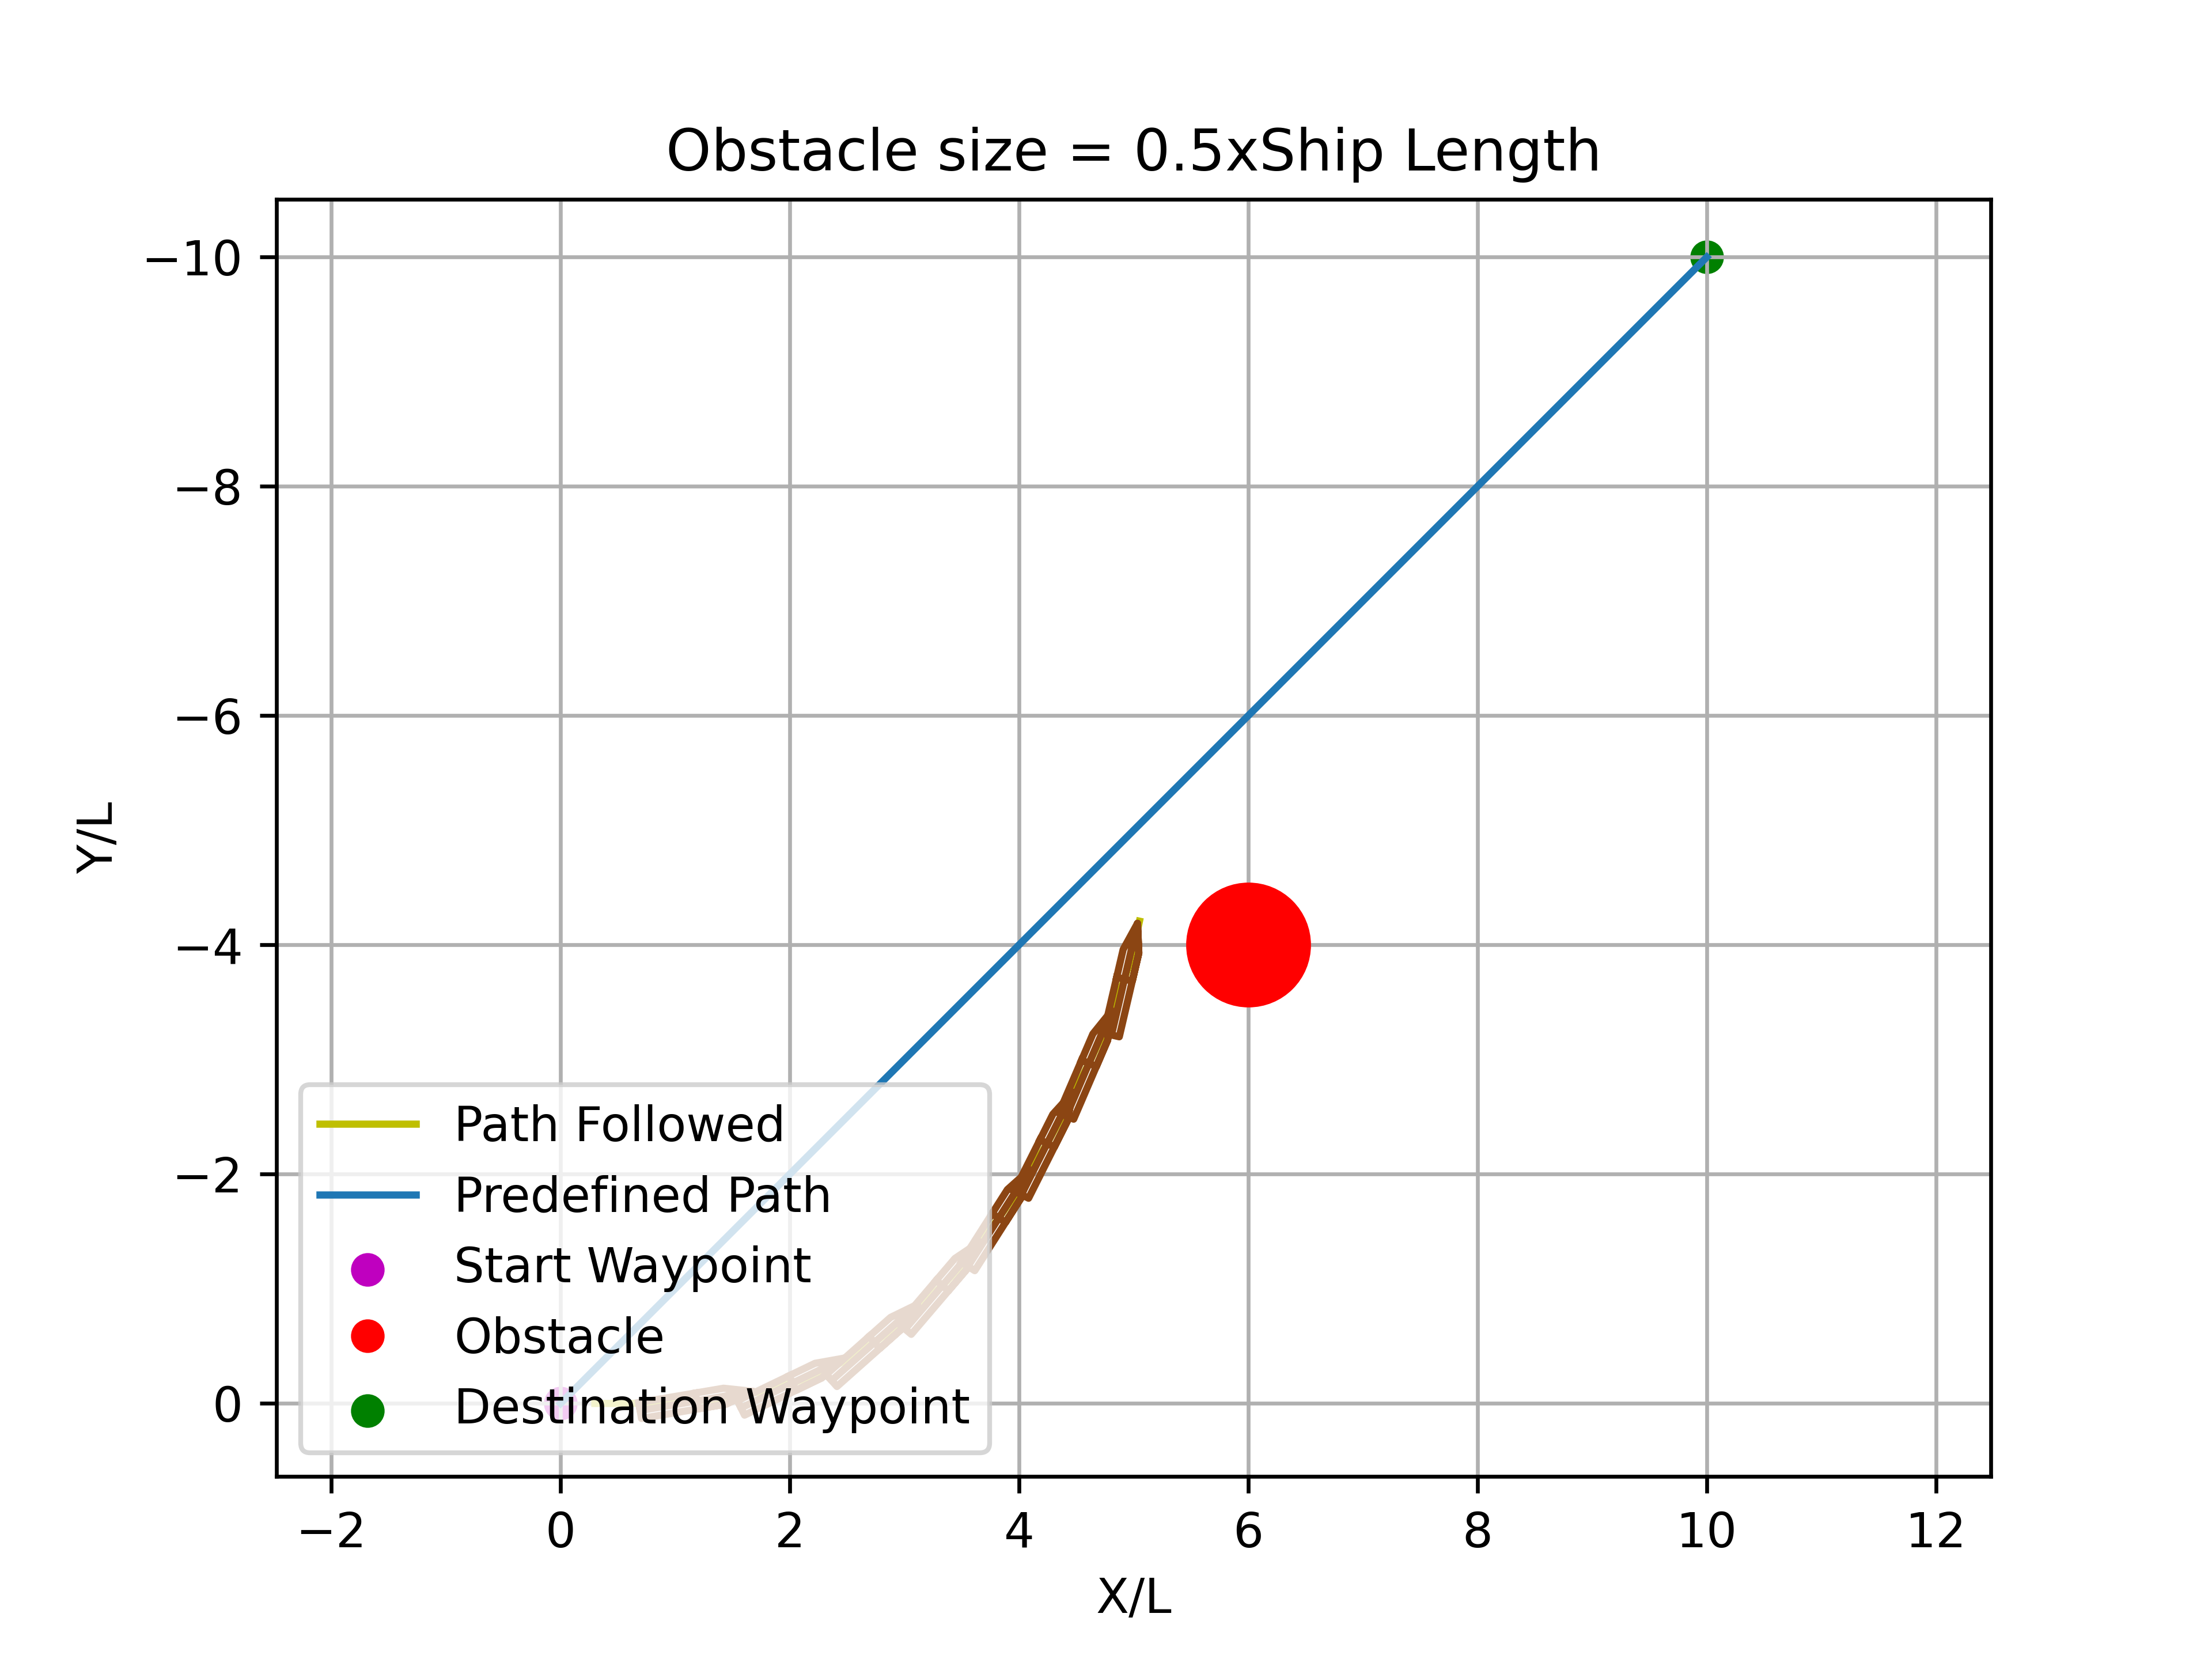 Obstacle size = 0.5xShip Length
−10
−8
−6
−4
−2
0
Y/L
Path Followed
Predefined Path
Start Waypoint
Obstacle
Destination Waypoint
−2 0 2 4 6 8 10 12
X/L